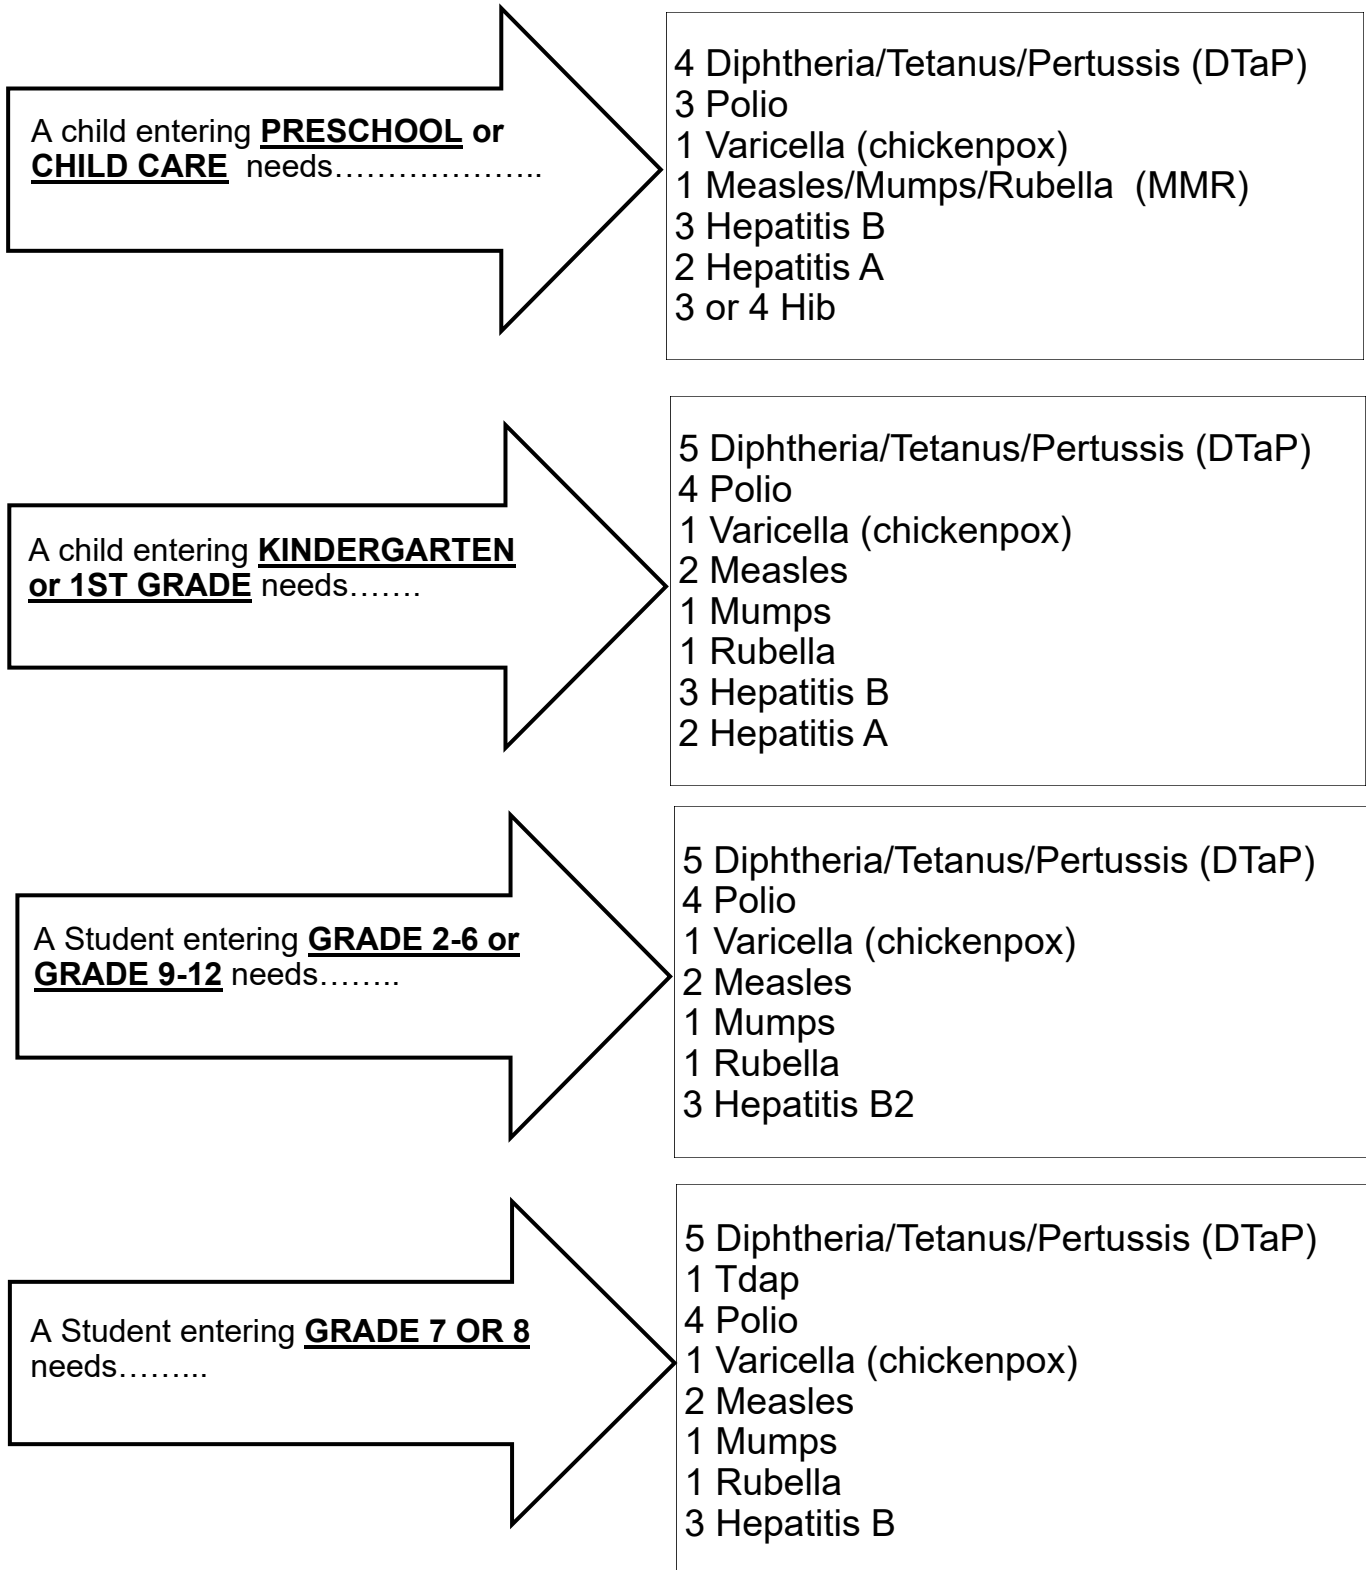 A child entering PRESCHOOL or
CHILD CARE needs………………..
4 Diphtheria/Tetanus/Pertussis (DTaP)
3 Polio
1 Varicella (chickenpox)
1 Measles/Mumps/Rubella (MMR)
3 Hepatitis B
2 Hepatitis A
3 or 4 Hib
A child entering KINDERGARTEN
or 1ST GRADE needs…….
5 Diphtheria/Tetanus/Pertussis (DTaP)
4 Polio
1 Varicella (chickenpox)
2 Measles
1 Mumps
1 Rubella
3 Hepatitis B
2 Hepatitis A
A Student entering GRADE 2-6 or
GRADE 9-12 needs……..
5 Diphtheria/Tetanus/Pertussis (DTaP)
4 Polio
1 Varicella (chickenpox)
2 Measles
1 Mumps
1 Rubella
3 Hepatitis B2
A Student entering GRADE 7 OR 8
needs……...
5 Diphtheria/Tetanus/Pertussis (DTaP)
1 Tdap
4 Polio
1 Varicella (chickenpox)
2 Measles
1 Mumps
1 Rubella
3 Hepatitis B